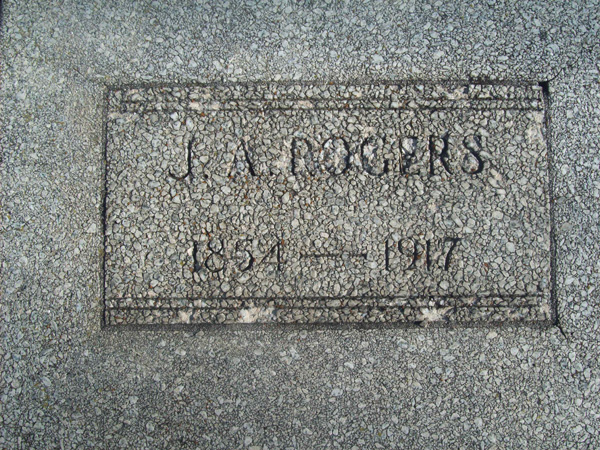 J. A. ROGERS
1854 — 1917